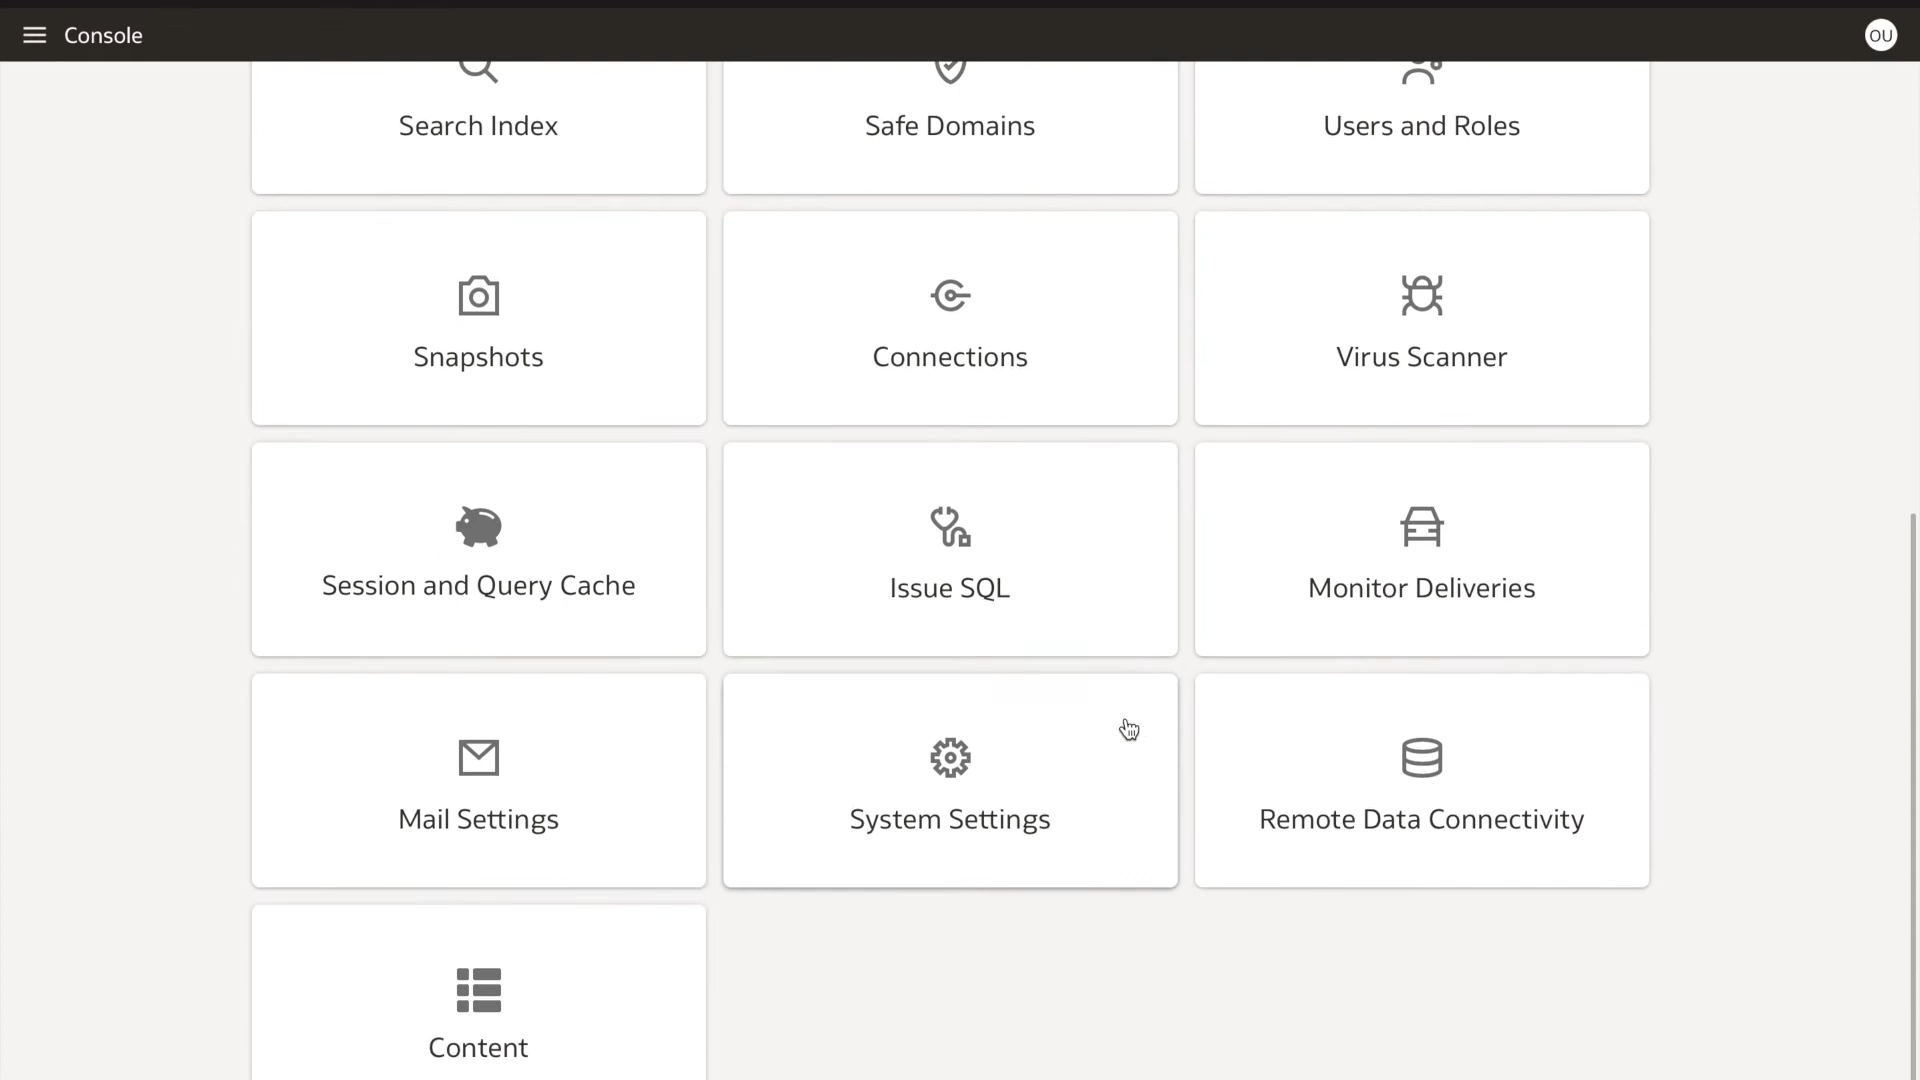 Console
OU
Search Index
Safe Domains
Users and Roles
Snapshots
Connections
Virus Scanner
Session and Query Cache
Issue SQL
Monitor Deliveries
Mail Settings
System Settings
Remote Data Connectivity
Content